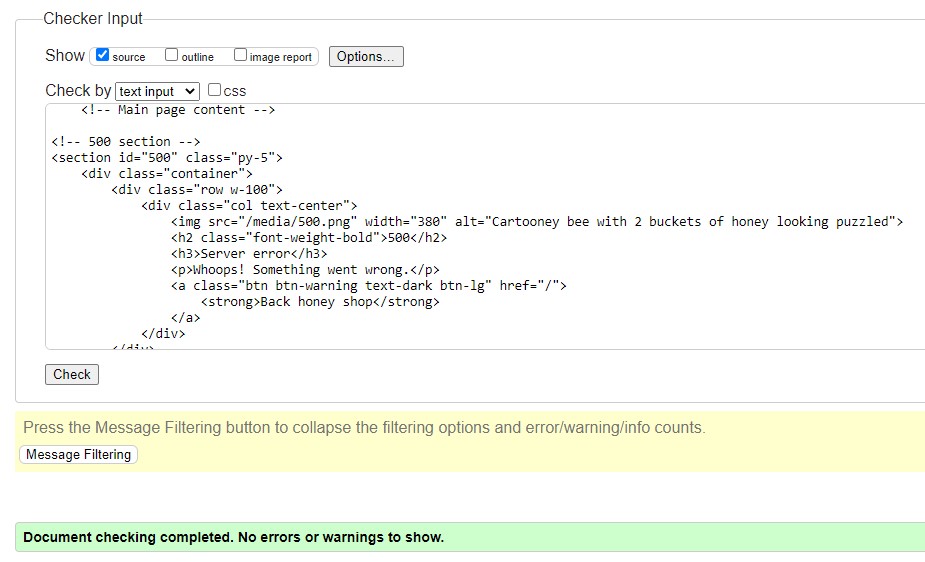 Checker Input
Show source outline image report Options...
Check by text input css
<!-- Main page content -->
<!-- 500 section -->
<section id="500" class="py-5">
<div class="container">
<div class="row w-100">
<div class="col text-center">
<img src="/media/500.png" width="380" alt="Cartooney bee with 2 buckets of honey looking puzzled">
<h2 class="font-weight-bold">500</h2>
<h3>Server error</h3>
<p>Whoops! Something went wrong.</p>
<a class="btn btn-warning text-dark btn-lg" href="/">
<strong>Back honey shop</strong>
</a>
</div>
</div>
Check
Press the Message Filtering button to collapse the filtering options and error/warning/info counts.
Message Filtering
Document checking completed. No errors or warnings to show.